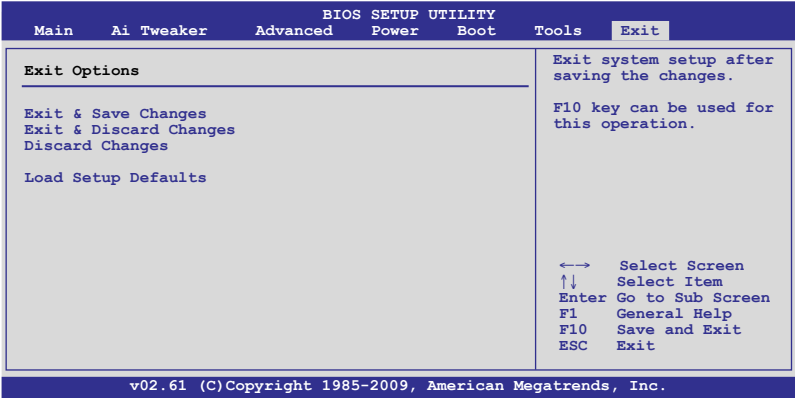 BIOS SETUP UTILITY
Main Ai Tweaker Advanced Power Boot Tools Exit
Exit Options
Exit & Save Changes
Exit & Discard Changes
Discard Changes
Load Setup Defaults
Exit system setup after
saving the changes.
F10 key can be used for
this operation.
←→ Select Screen
↑↓ Select Item
Enter Go to Sub Screen
F1 General Help
F10 Save and Exit
ESC Exit
v02.61 (C)Copyright 1985-2009, American Megatrends, Inc.